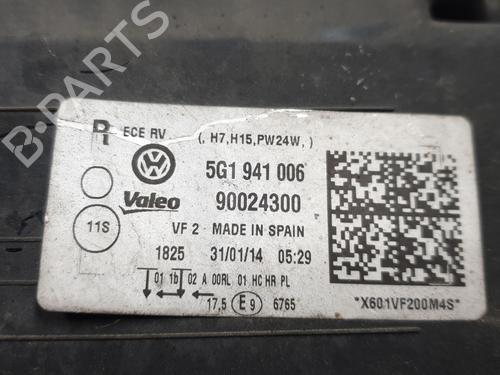 B-PARTS
R ECE RV (, H7,H15,PW24W, )
5G1 941 006
Valeo 90024300
11S VF 2 - MADE IN SPAIN
1825 31/01/14 05:29
01 1b 02 A 00RL 01 HC HR PL
17,5 E9 6765
*X601VF200M4S*